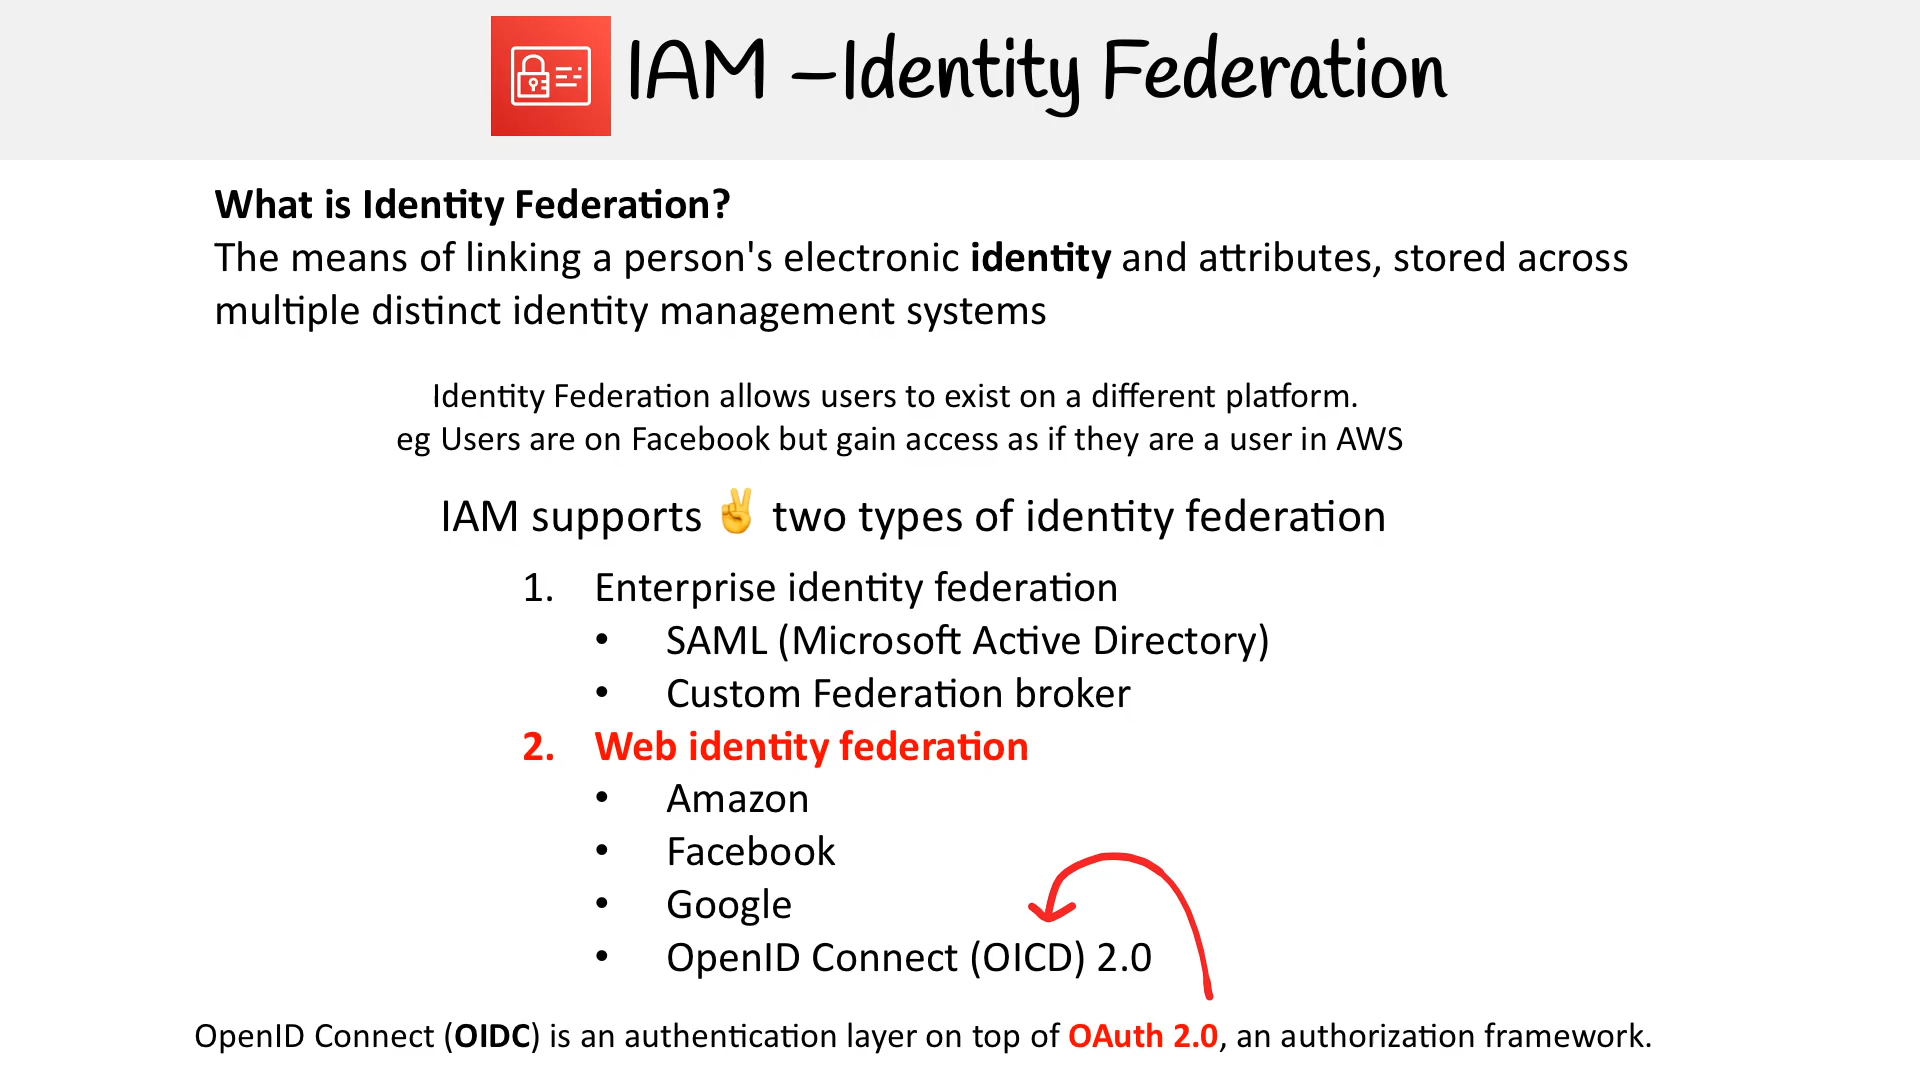 IAM –Identity Federation
What is Identity Federation?
The means of linking a person's electronic identity and attributes, stored across
multiple distinct identity management systems
Identity Federation allows users to exist on a different platform.
eg Users are on Facebook but gain access as if they are a user in AWS
IAM supports ✌ two types of identity federation
1. Enterprise identity federation
• SAML (Microsoft Active Directory)
• Custom Federation broker
2. Web identity federation
• Amazon
• Facebook
• Google
• OpenID Connect (OICD) 2.0
OpenID Connect (OIDC) is an authentication layer on top of OAuth 2.0, an authorization framework.